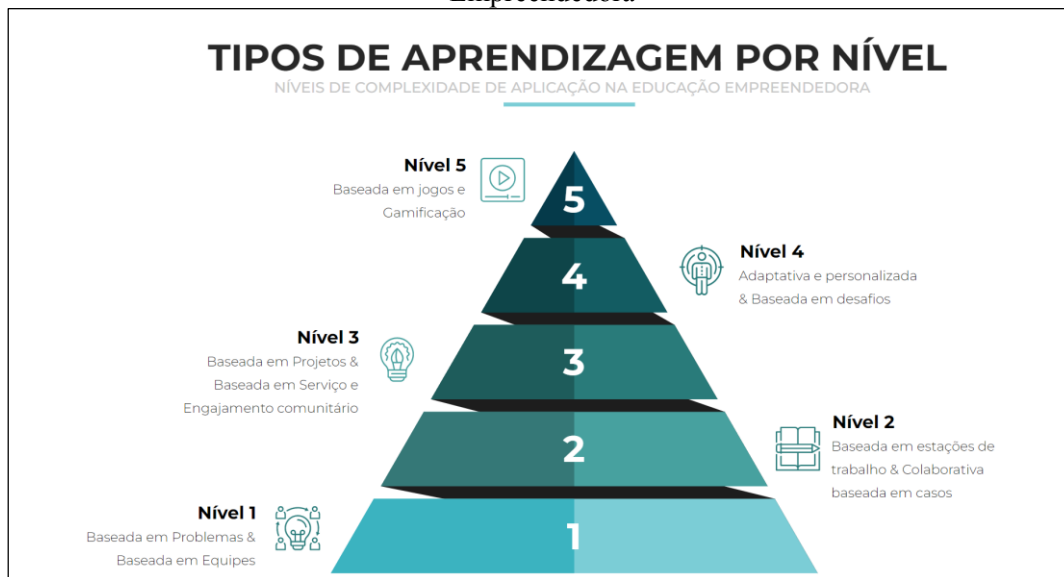 Empreendedora
TIPOS DE APRENDIZAGEM POR NÍVEL
NÍVEIS DE COMPLEXIDADE DE APLICAÇÃO NA EDUCAÇÃO EMPREENDEDORA
Nível 5
Baseada em jogos e
Gamificação
5
Nível 4
Adaptativa e personalizada
& Baseada em desafios
4
Nível 3
Baseada em Projetos &
Baseada em Serviço e
Engajamento comunitário
3
Nível 2
Baseada em estações de
trabalho & Colaborativa
baseada em casos
2
Nível 1
Baseada em Problemas &
Baseada em Equipes
1